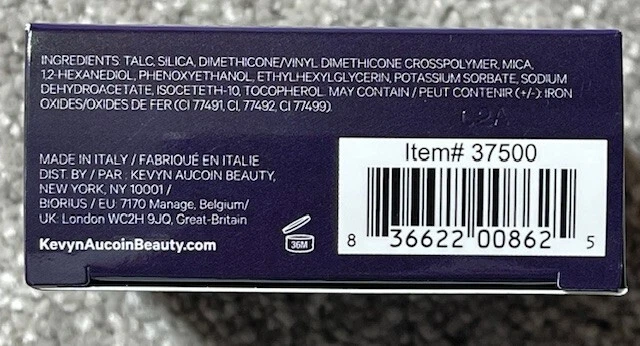 INGREDIENTS: TALC, SILICA, DIMETHICONE/VINYL DIMETHICONE CROSSPOLYMER, MICA,
1,2-HEXANEDIOL, PHENOXYETHANOL, ETHYLHEXYLGLYCERIN, POTASSIUM SORBATE, SODIUM
DEHYDROACETATE, ISOCETETH-10, TOCOPHEROL. MAY CONTAIN / PEUT CONTENIR (+/-): IRON
OXIDES/OXIDES DE FER (CI 77491, CI, 77492, CI 77499).
MADE IN ITALY / FABRIQUÉ EN ITALIE
DIST. BY / PAR : KEVYN AUCOIN BEAUTY,
NEW YORK, NY 10001 /
BIORIUS / EU: 7170 Manage, Belgium/
UK: London WC2H 9JQ, Great-Britain
KevynAucoinBeauty.com
36M
Item# 37500
8 36622 00862 5